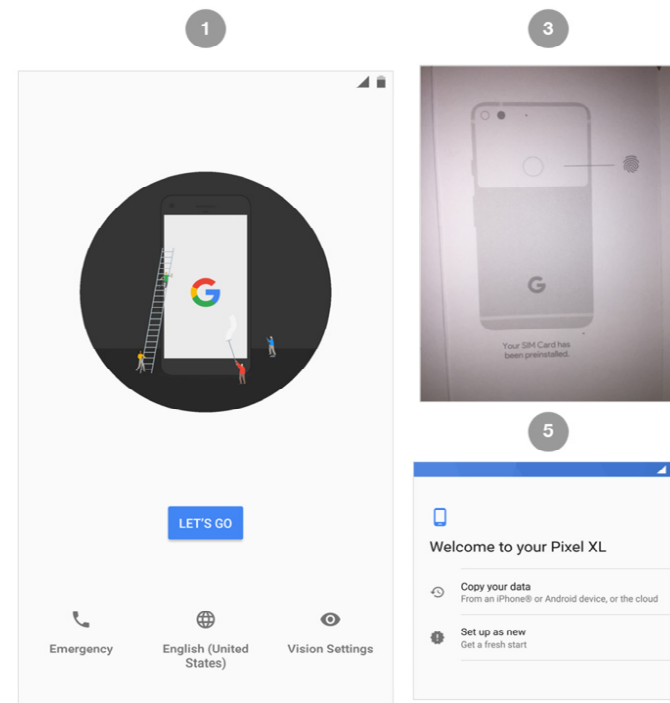 1
LET'S GO
Emergency
English (United
States)
Vision Settings
3
G
Your SIM Card has
been preinstalled.
5
Welcome to your Pixel XL
Copy your data
From an iPhone® or Android device, or the cloud
Set up as new
Get a fresh start